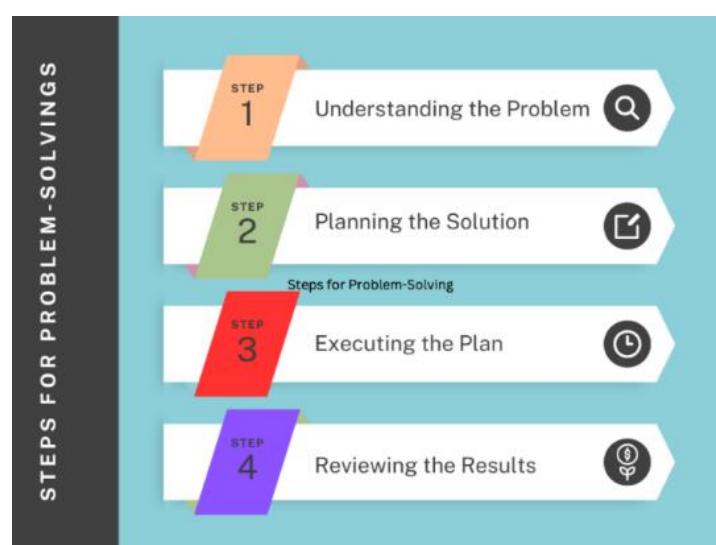 STEPS FOR PROBLEM-SOLVINGS
STEP
1
Understanding the Problem
STEP
2
Planning the Solution
Steps for Problem-Solving
STEP
3
Executing the Plan
STEP
4
$
Reviewing the Results